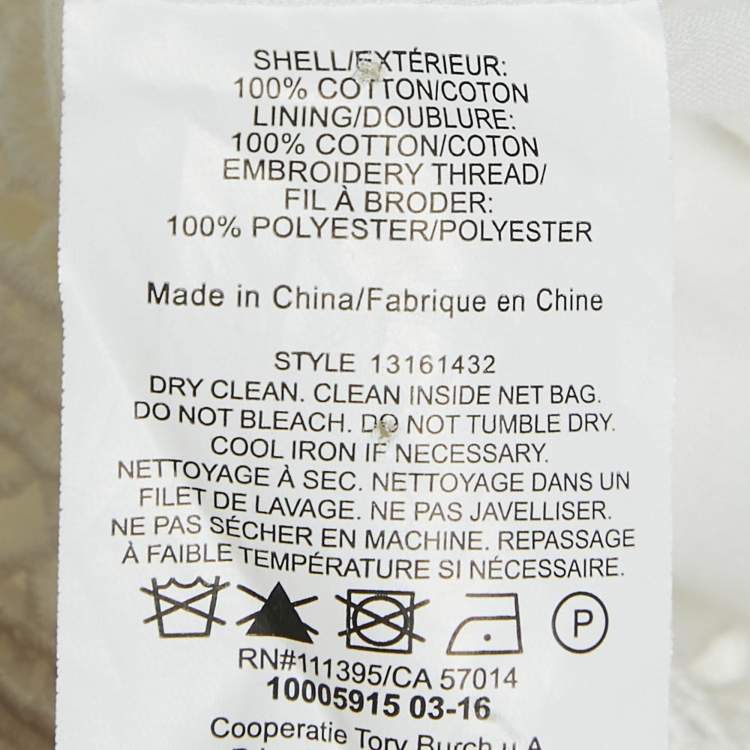 SHELL/EXTÉRIEUR:
100% COTTON/COTON
LINING/DOUBLURE:
100% COTTON/COTON
EMBROIDERY THREAD/
FIL À BRODER:
100% POLYESTER/POLYESTER
Made in China/Fabrique en Chine
STYLE 13161432
DRY CLEAN. CLEAN INSIDE NET BAG.
DO NOT BLEACH. DO NOT TUMBLE DRY.
COOL IRON IF NECESSARY.
NETTOYAGE À SEC. NETTOYAGE DANS UN
FILET DE LAVAGE. NE PAS JAVELLISER.
NE PAS SÉCHER EN MACHINE. REPASSAGE
À FAIBLE TEMPÉRATURE SI NÉCESSAIRE.
P
RN#111395/CA 57014
10005915 03-16
Cooperatie Tory Burch u.A